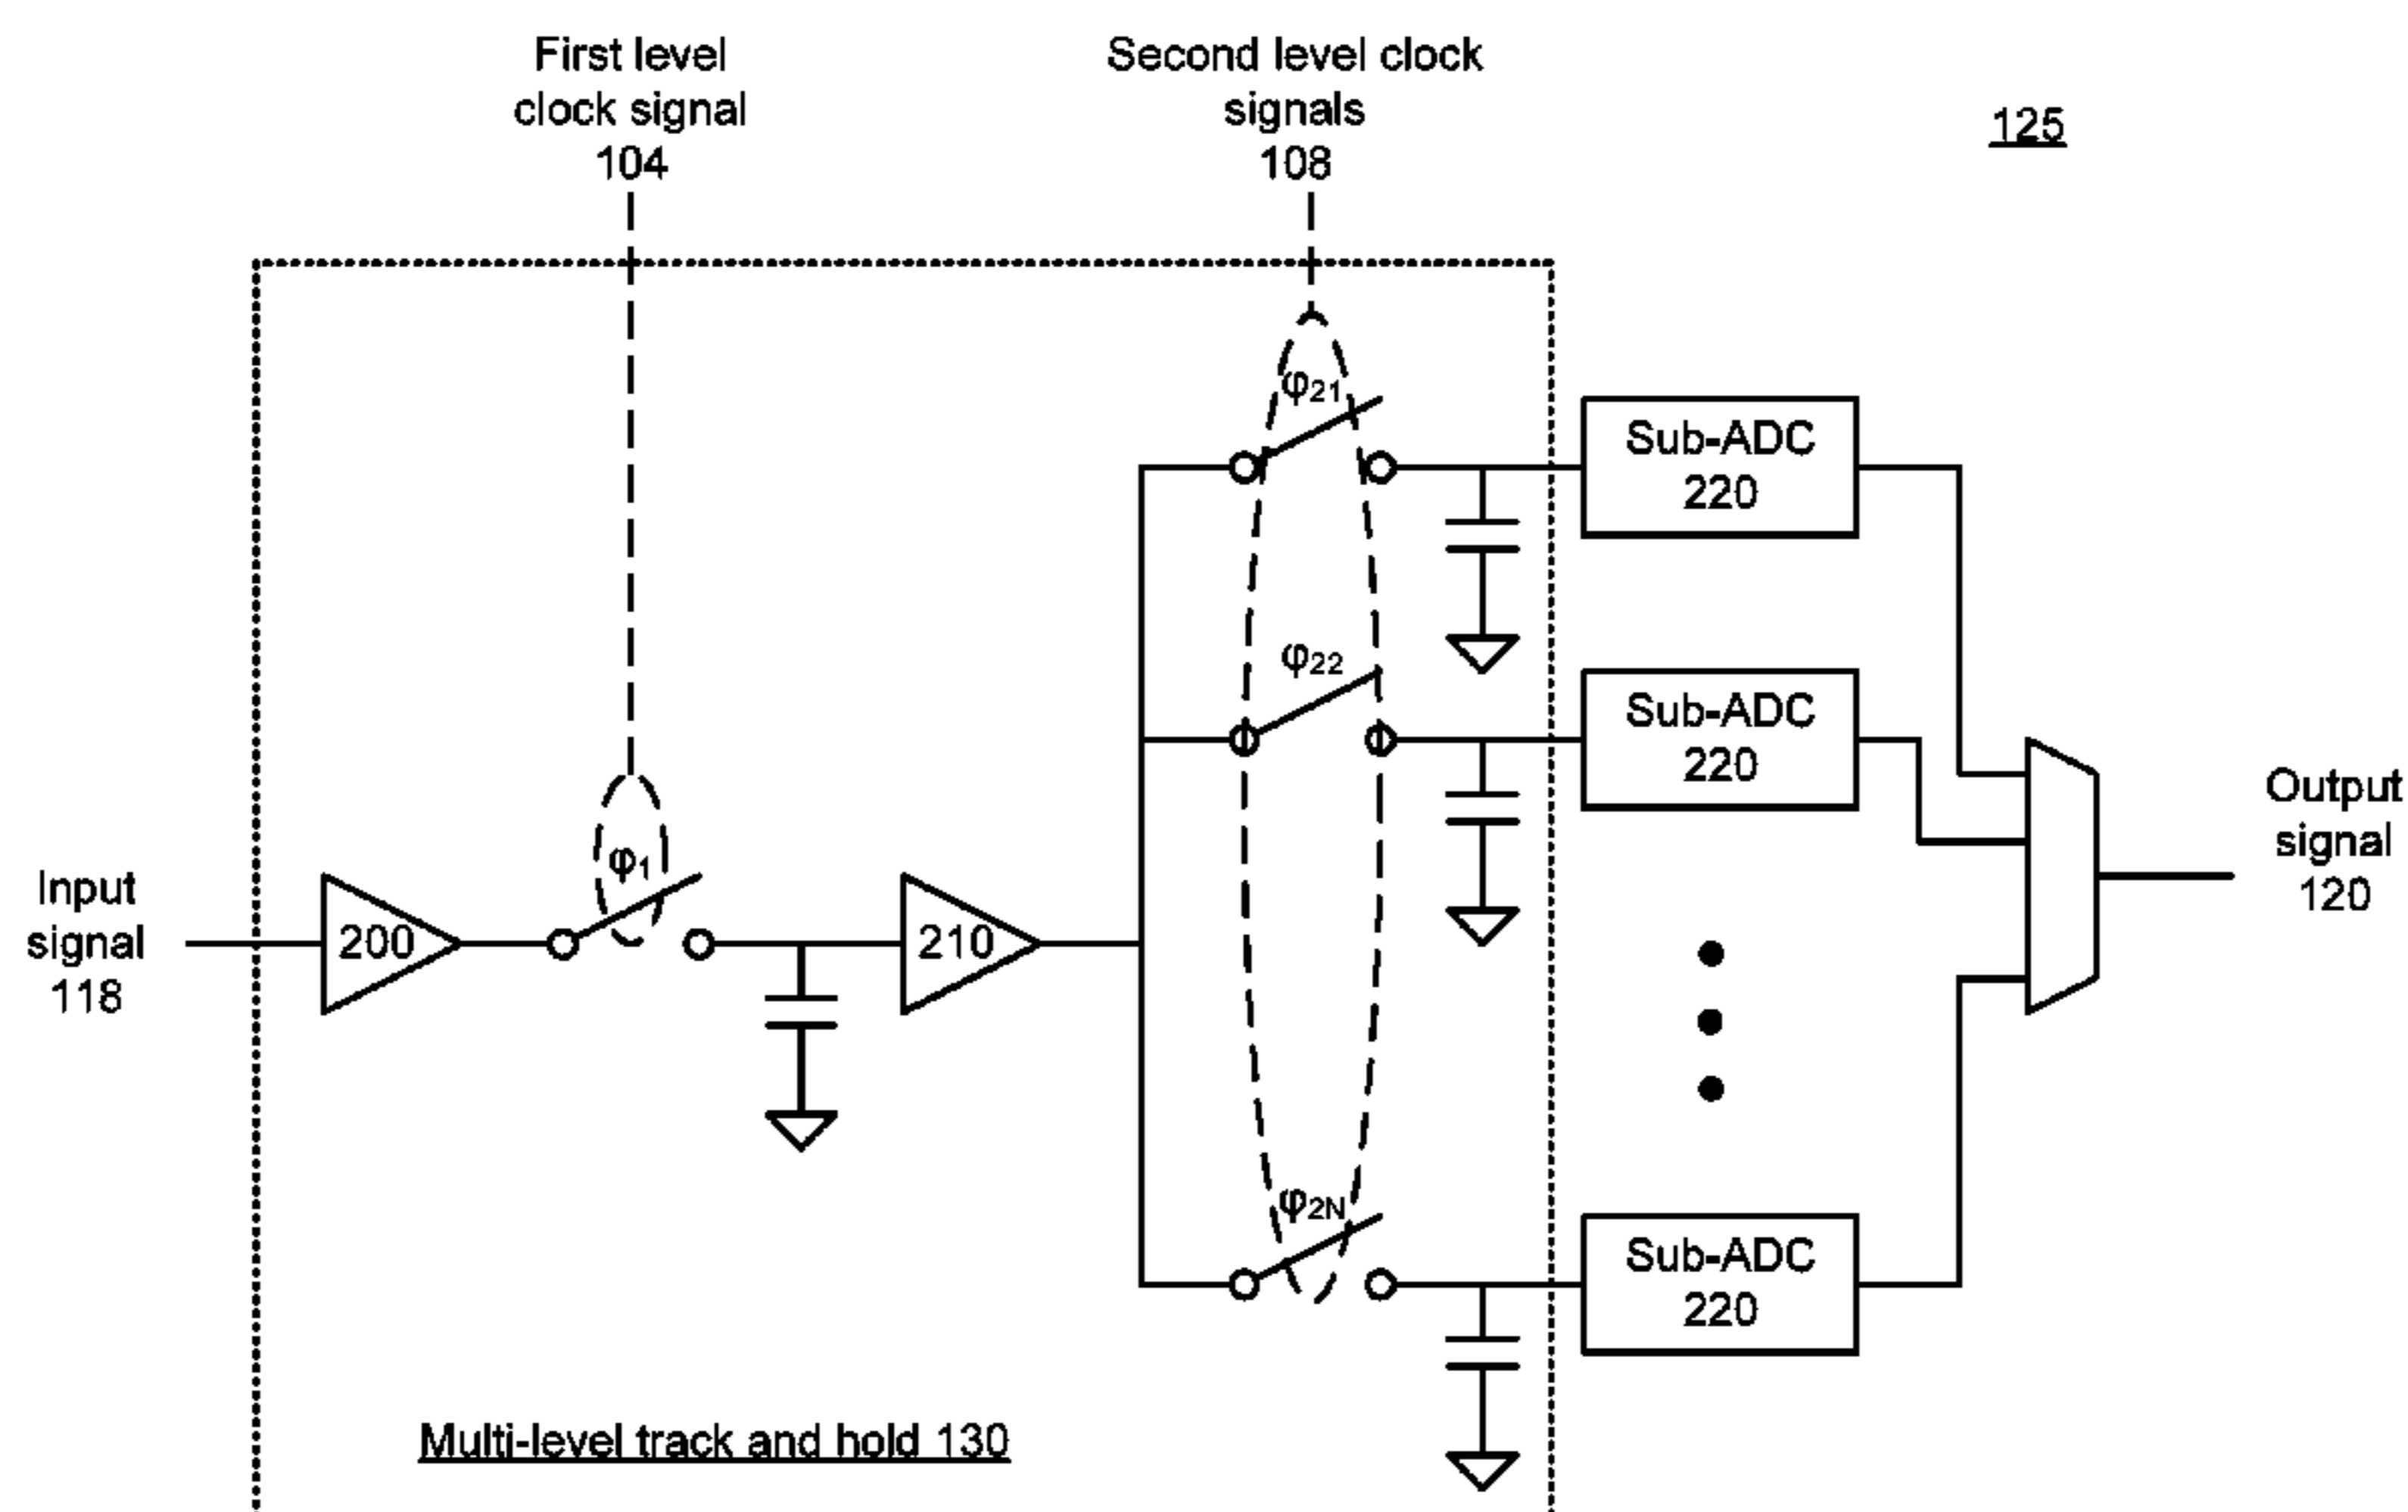 First level
clock signal
104
Second level clock
signals
108
125
φ21
Sub-ADC
220
φ22
Sub-ADC
220
φ1
Input
signal
118
200
210
Output
signal
120
φ2N
Sub-ADC
220
Multi-level track and hold 130